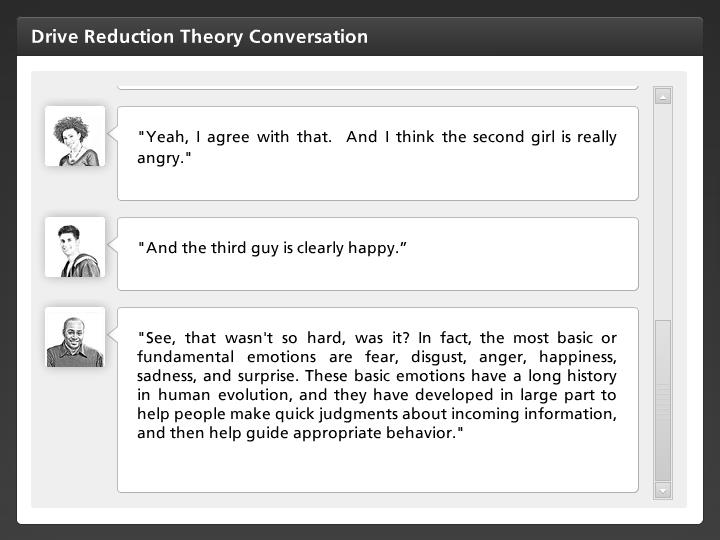 Drive Reduction Theory Conversation
"Yeah, I agree with that. And I think the second girl is really
angry."
"And the third guy is clearly happy.”
"See, that wasn't so hard, was it? In fact, the most basic or
fundamental emotions are fear, disgust, anger, happiness,
sadness, and surprise. These basic emotions have a long history
in human evolution, and they have developed in large part to
help people make quick judgments about incoming information,
and then help guide appropriate behavior."